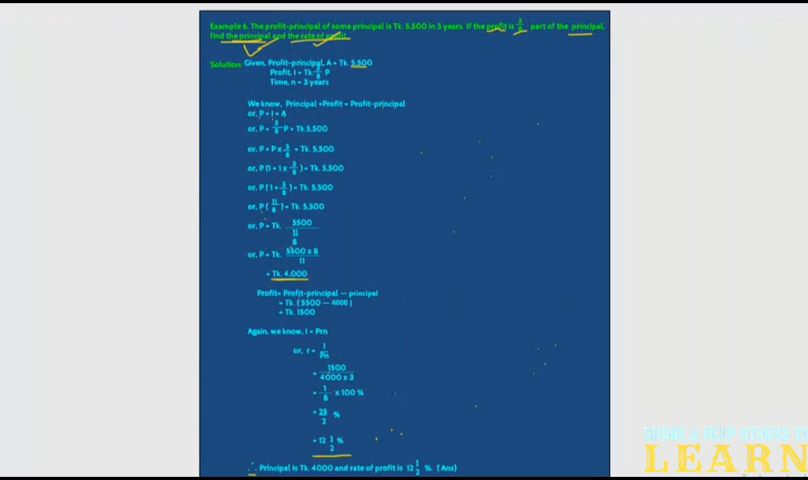 Example 6. The profit-principal of some principal is Tk. 5,500 in 3 years. If the profit is 3/8 part of the principal,
find the principal and the rate of profit.
Solution: Given, Profit-principal, A = Tk. 5,500
Profit, I = Tk. 3/8 P
Time, n = 3 years
We know, Principal +Profit = Profit-principal
or, P + I = A
or, P+ 3/8 P = Tk.5,500
or, P+ P x 3/8 = Tk. 5,500
or, P (1 + 1 x 3/8 ) = Tk. 5,500
or, P ( 1 + 3/8 ) = Tk. 5,500
or, P ( 11/8 ) = Tk. 5,500
or, P = Tk. 5500
11
8
or, P = Tk. 5500 x 8
11
= Tk. 4,000
Profit= Profit-principal — principal
= Tk. (5500 — 4000 )
= Tk. 1500
Again, we know, I = Prn
or, r = I
Pn
= 1500
4000 x 3
= 1/8 x 100 %
= 25/2 %
= 12 1/2 %
∴ Principal is Tk. 4000 and rate of profit is 12 1/2 %. (Ans)
SHARE & HELP OTHERS TO
LEARN